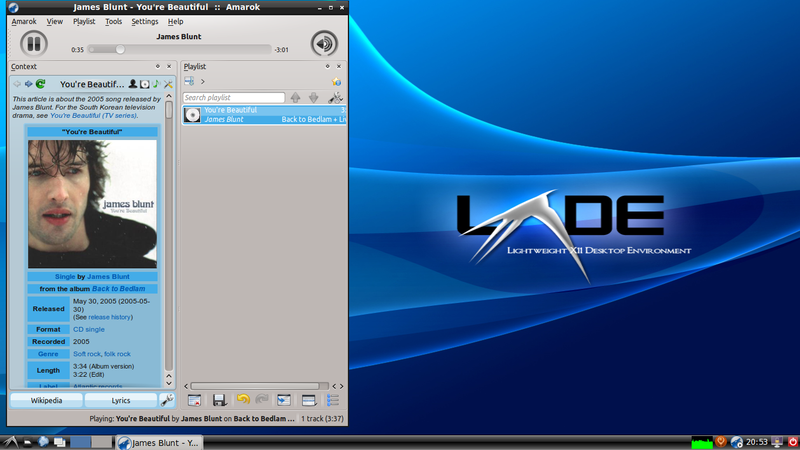 James Blunt - You're Beautiful :: Amarok
Amarok View Playlist Tools Settings Help
James Blunt
0:35 -3:01
Context
Playlist
You're Beautif...
This article is about the 2005 song released by
James Blunt. For the South Korean television
drama, see You're Beautiful (TV series).
"You're Beautiful"
james blunt
You're Beautiful
Single by James Blunt
from the album Back to Bedlam
Released May 30, 2005 (2005-05-
30)
(See release history)
Format CD single
Recorded 2005
Genre Soft rock, folk rock
Length 3:34 (Album version)
3:22 (Edit)
Label Atlantic records
Wikipedia Lyrics
Search playlist
You're Beautiful 3:
James Blunt Back to Bedlam + Li
Playing: You're Beautiful by James Blunt on Back to Bedlam ... 1 track (3:37)
LXDE
Lightweight X11 Desktop Environment
James Blunt - Y...
20:53